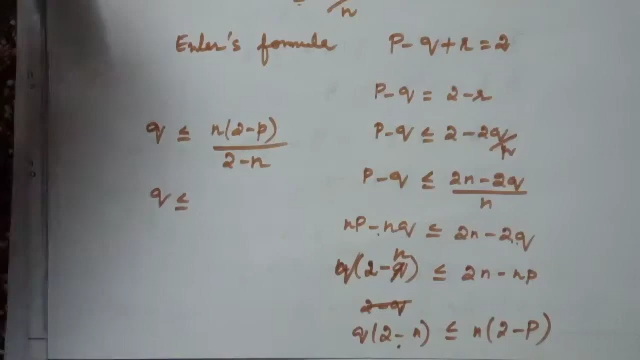 n
Euler's formula P - q + r = 2
P - q = 2 - r
q ≤ n(2-p)/2-n P - q ≤ 2 - 2q/n
P - q ≤ 2n - 2q/n
q ≤
nP - nq ≤ 2n - 2q
q(2 - n) ≤ 2n - np
q(2 - n) ≤ n(2 - P)